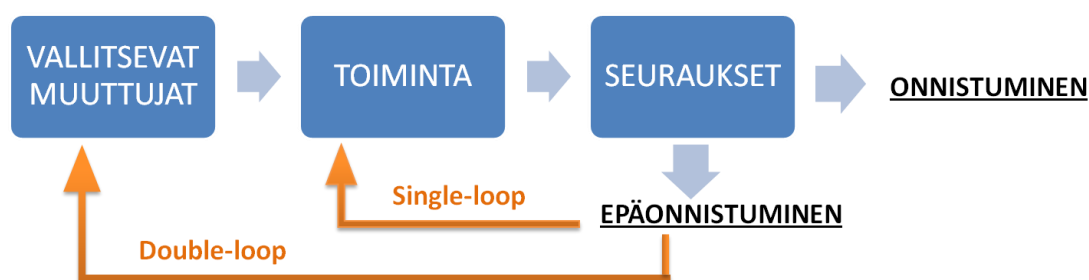 VALLITSEVAT
MUUTTUJAT
TOIMINTA
SEURAUKSET
ONNISTUMINEN
Single-loop
EPÄONNISTUMINEN
Double-loop